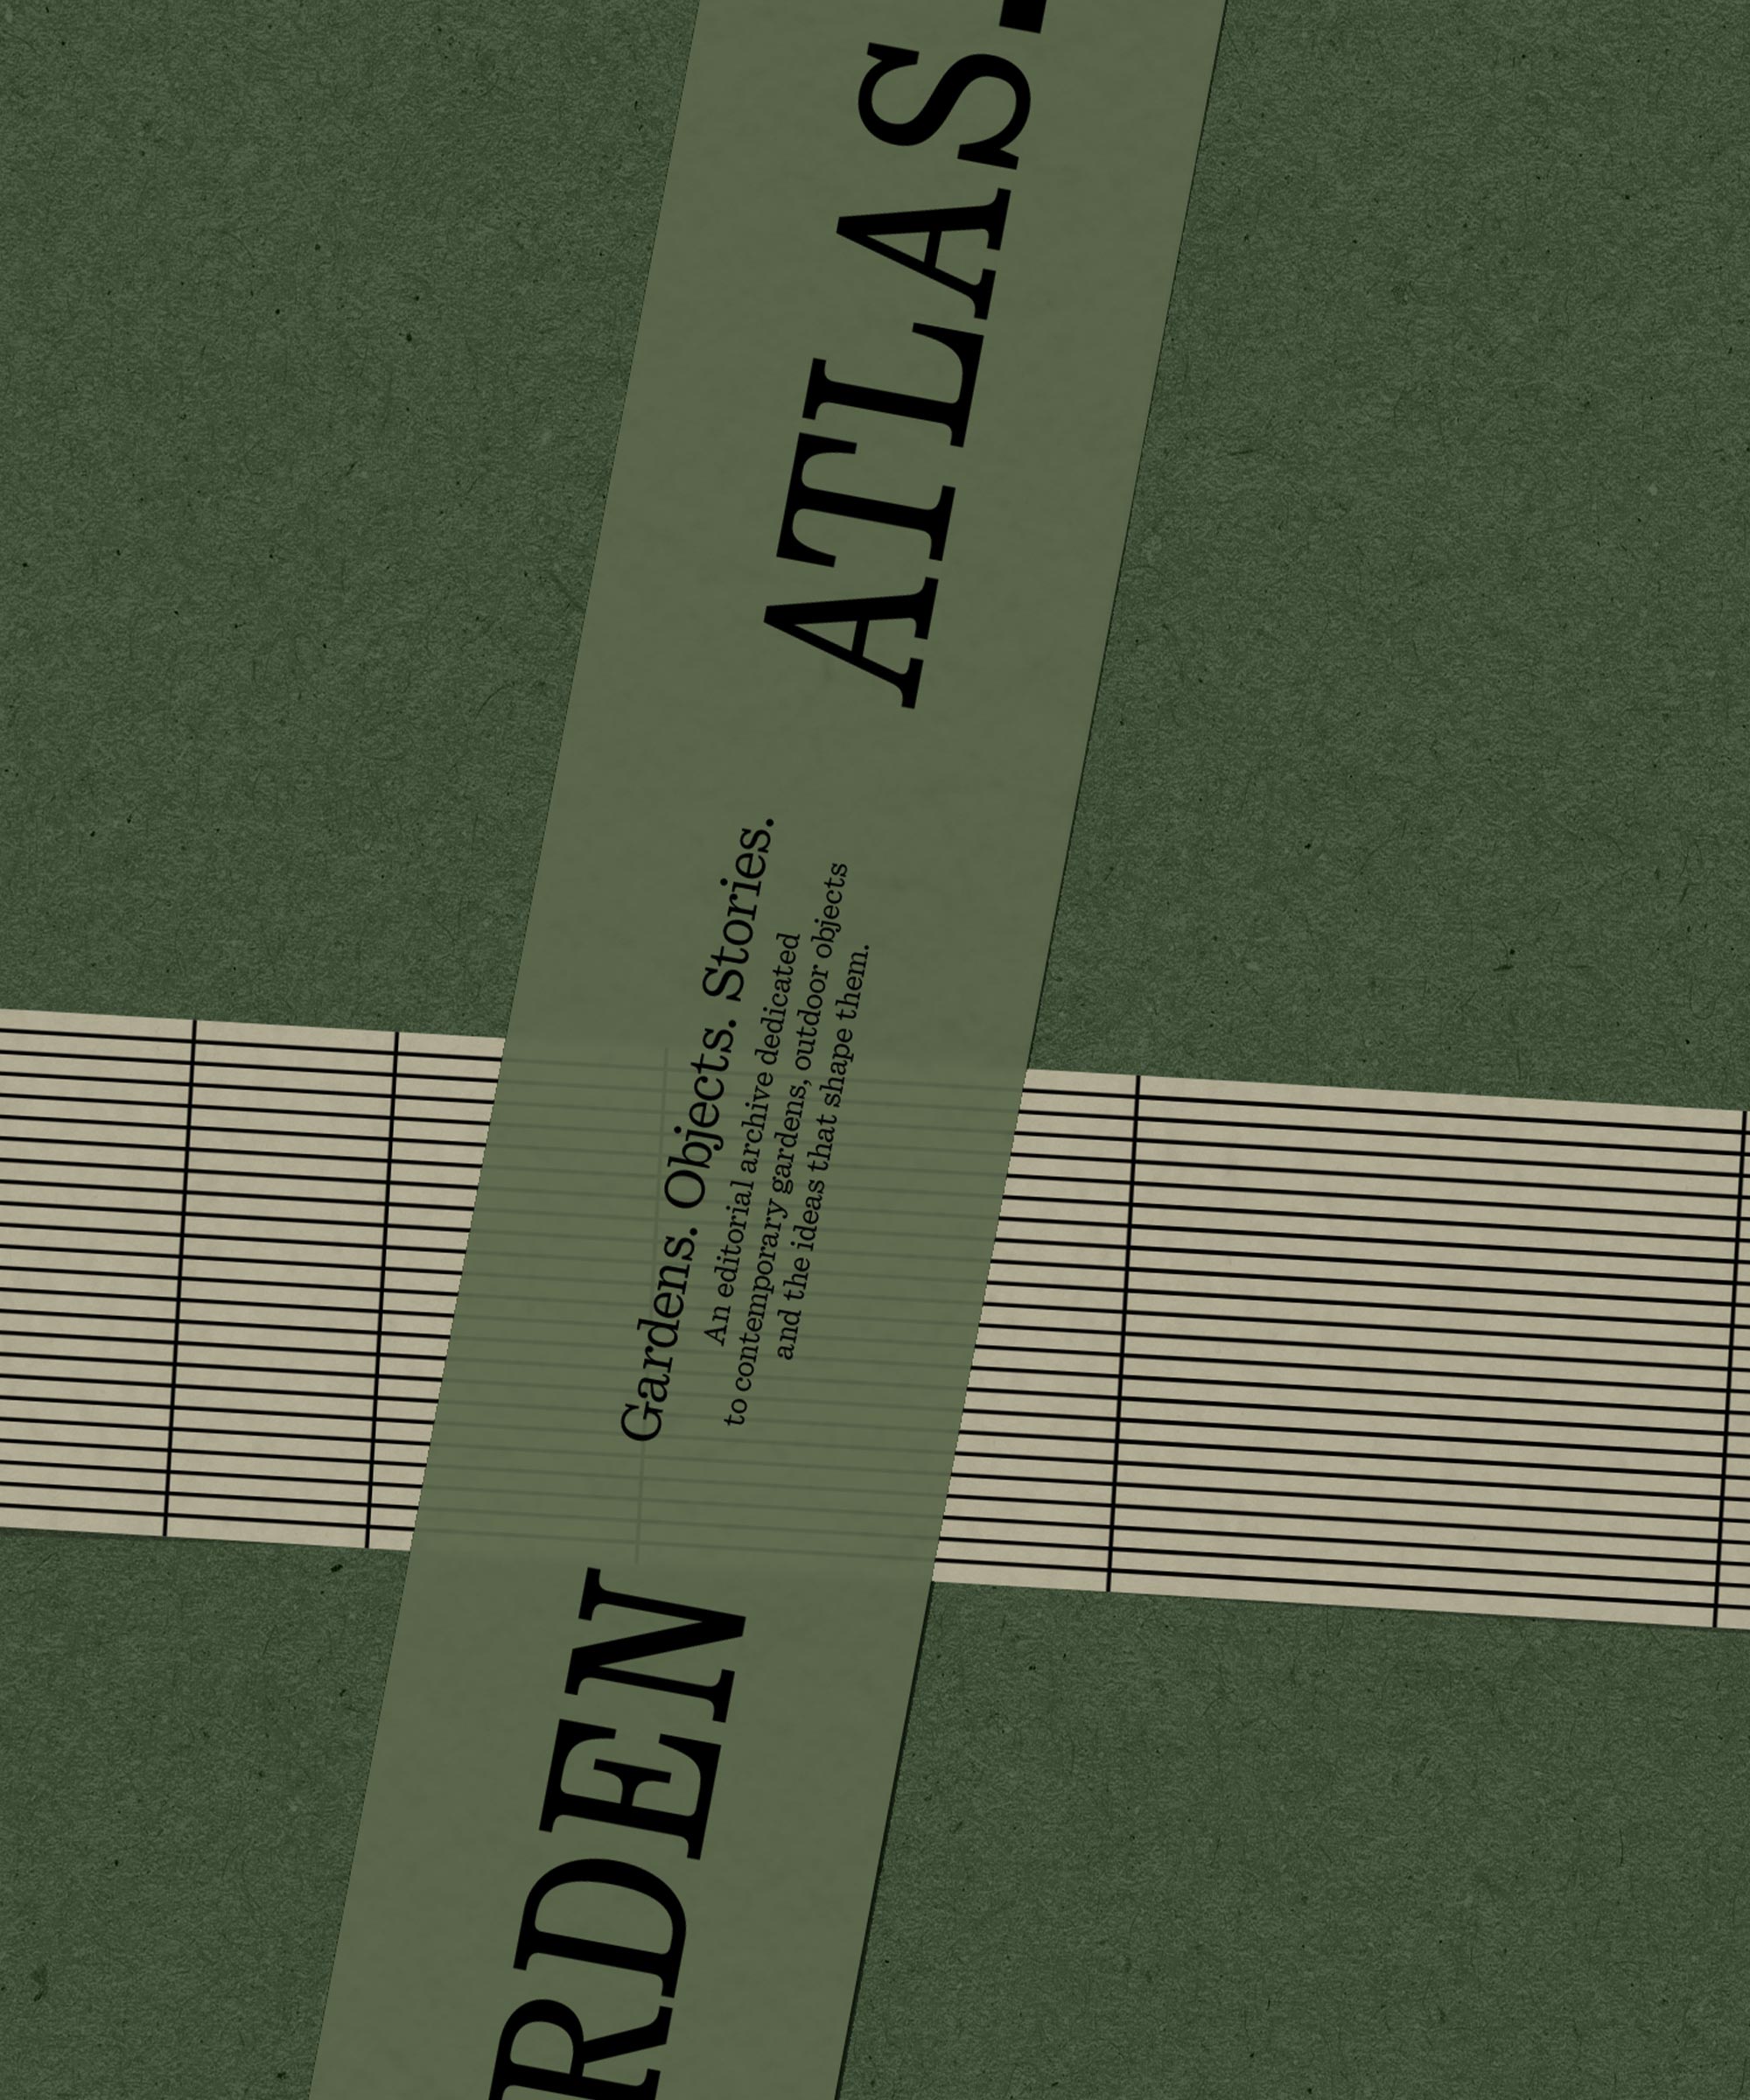 RDEN
Gardens. Objects. Stories.
An editorial archive dedicated
to contemporary gardens, outdoor objects
and the ideas that shape them.
ATLAS